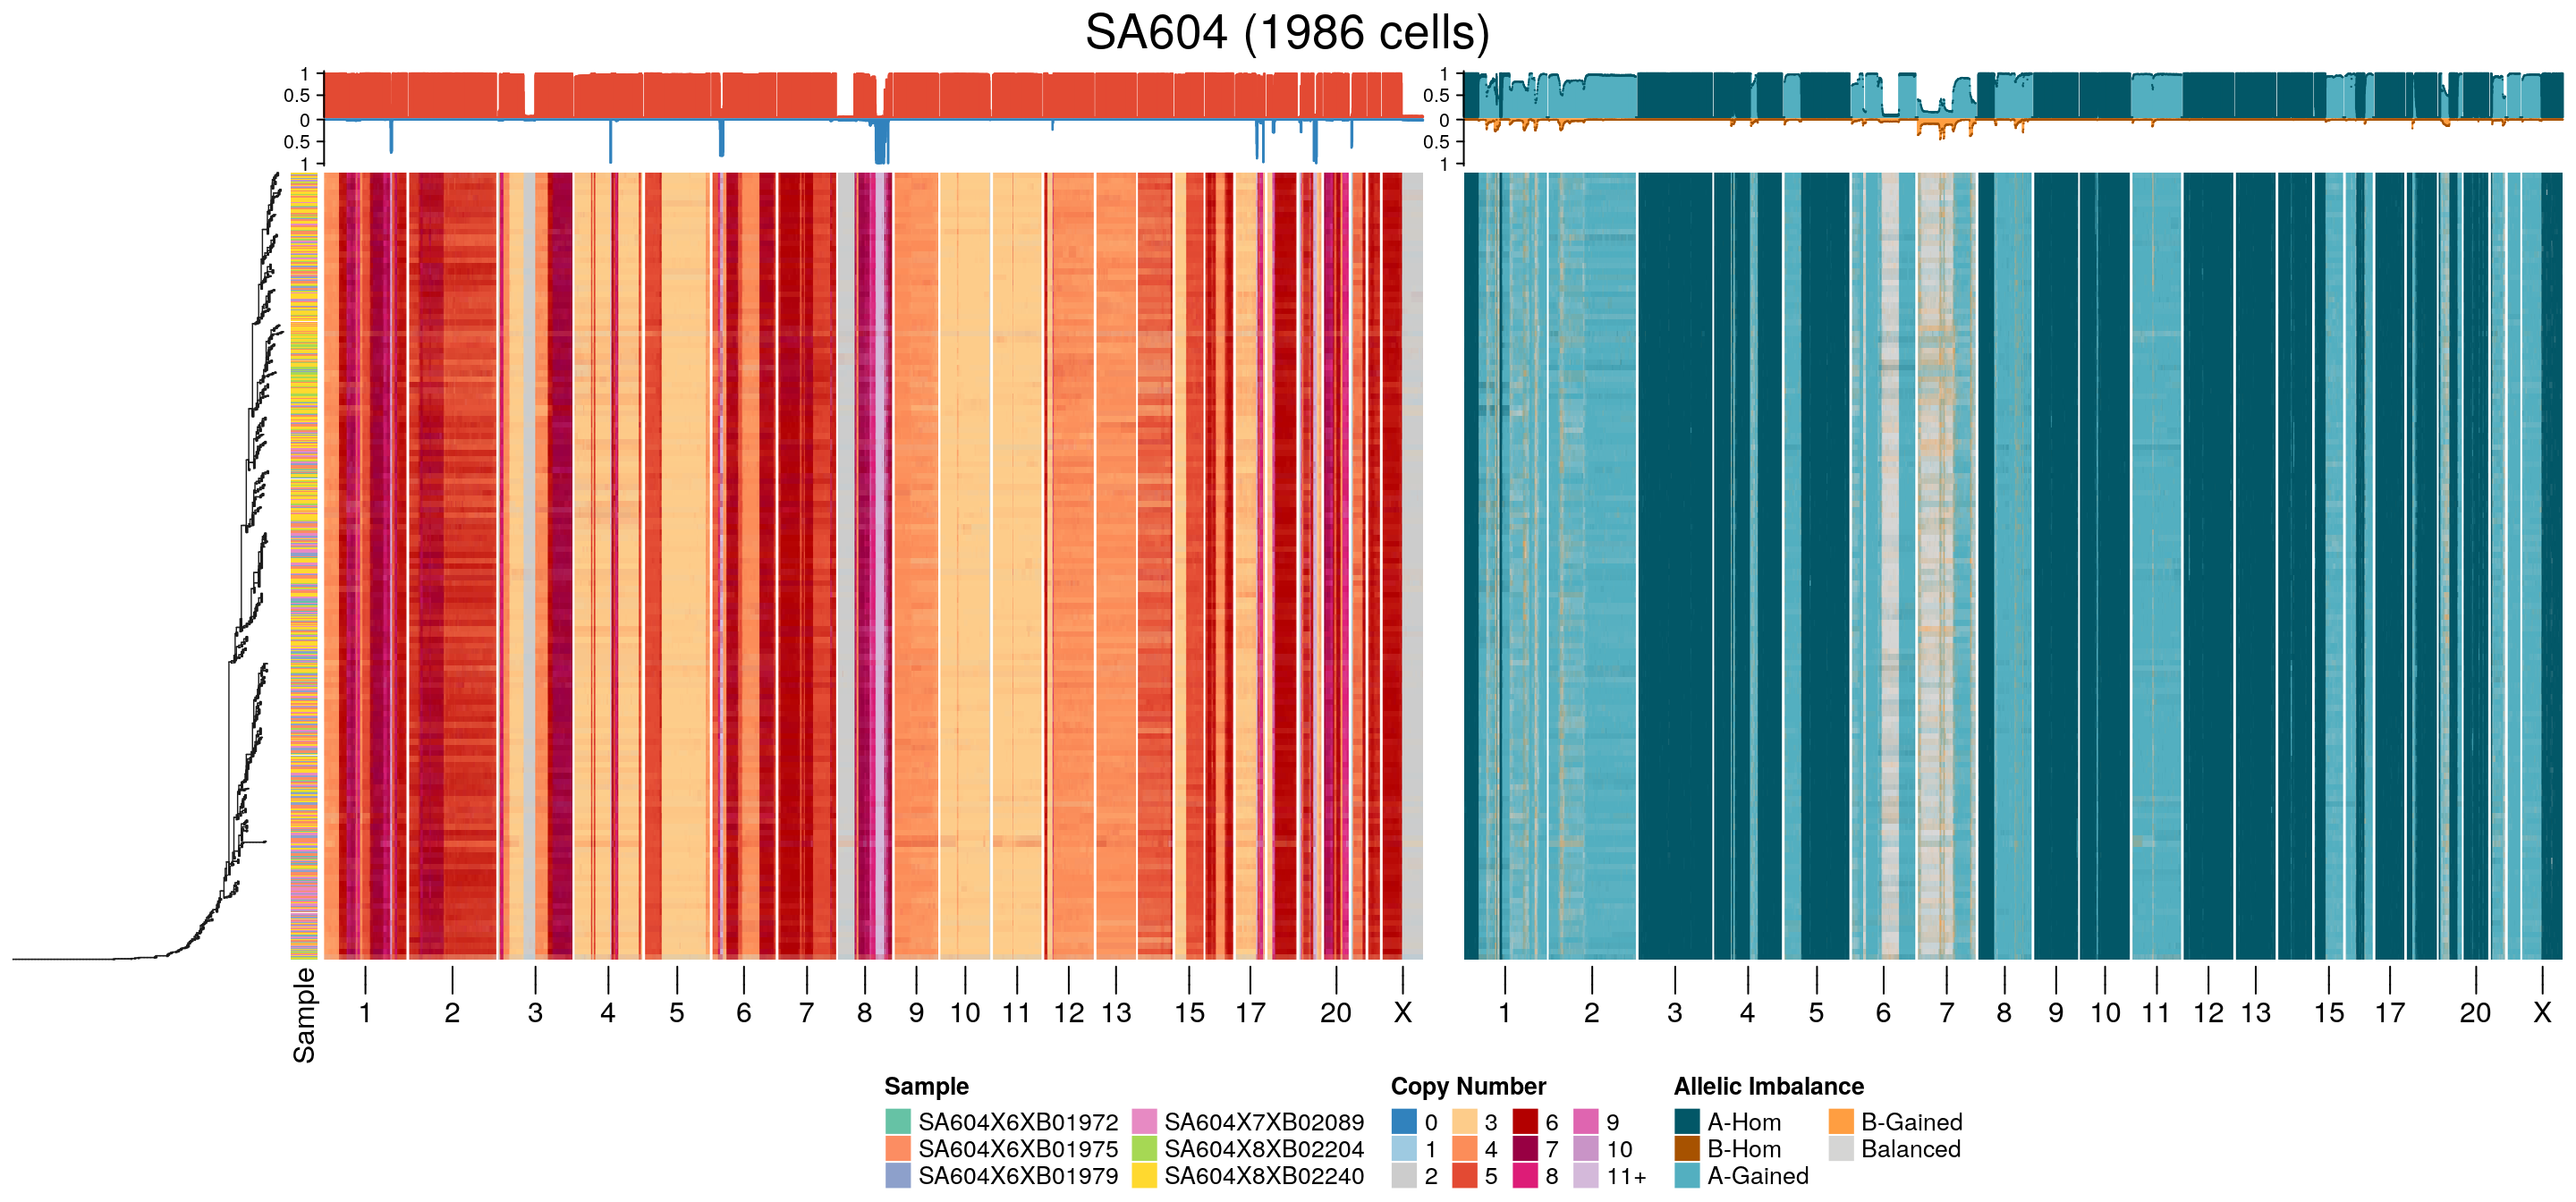 SA604 (1986 cells)
1
0.5
0
0.5
1
1
0.5
0
0.5
1
Sample
1 2 3 4 5 6 7 8 9 10 11 12 13 15 17 20 X
1 2 3 4 5 6 7 8 9 10 11 12 13 15 17 20 X
Sample
SA604X6XB01972
SA604X6XB01975
SA604X6XB01979
SA604X7XB02089
SA604X8XB02204
SA604X8XB02240
Copy Number
0 3 6 9
1 4 7 10
2 5 8 11+
Allelic Imbalance
A-Hom
B-Hom
A-Gained
B-Gained
Balanced